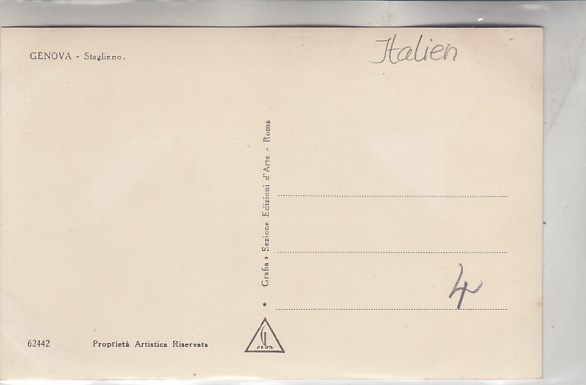 GENOVA - Staglieno.
Italien
« Grafia » Sezione Edizioni d'Arte - Roma
4
62442
Proprietà Artistica Riservata